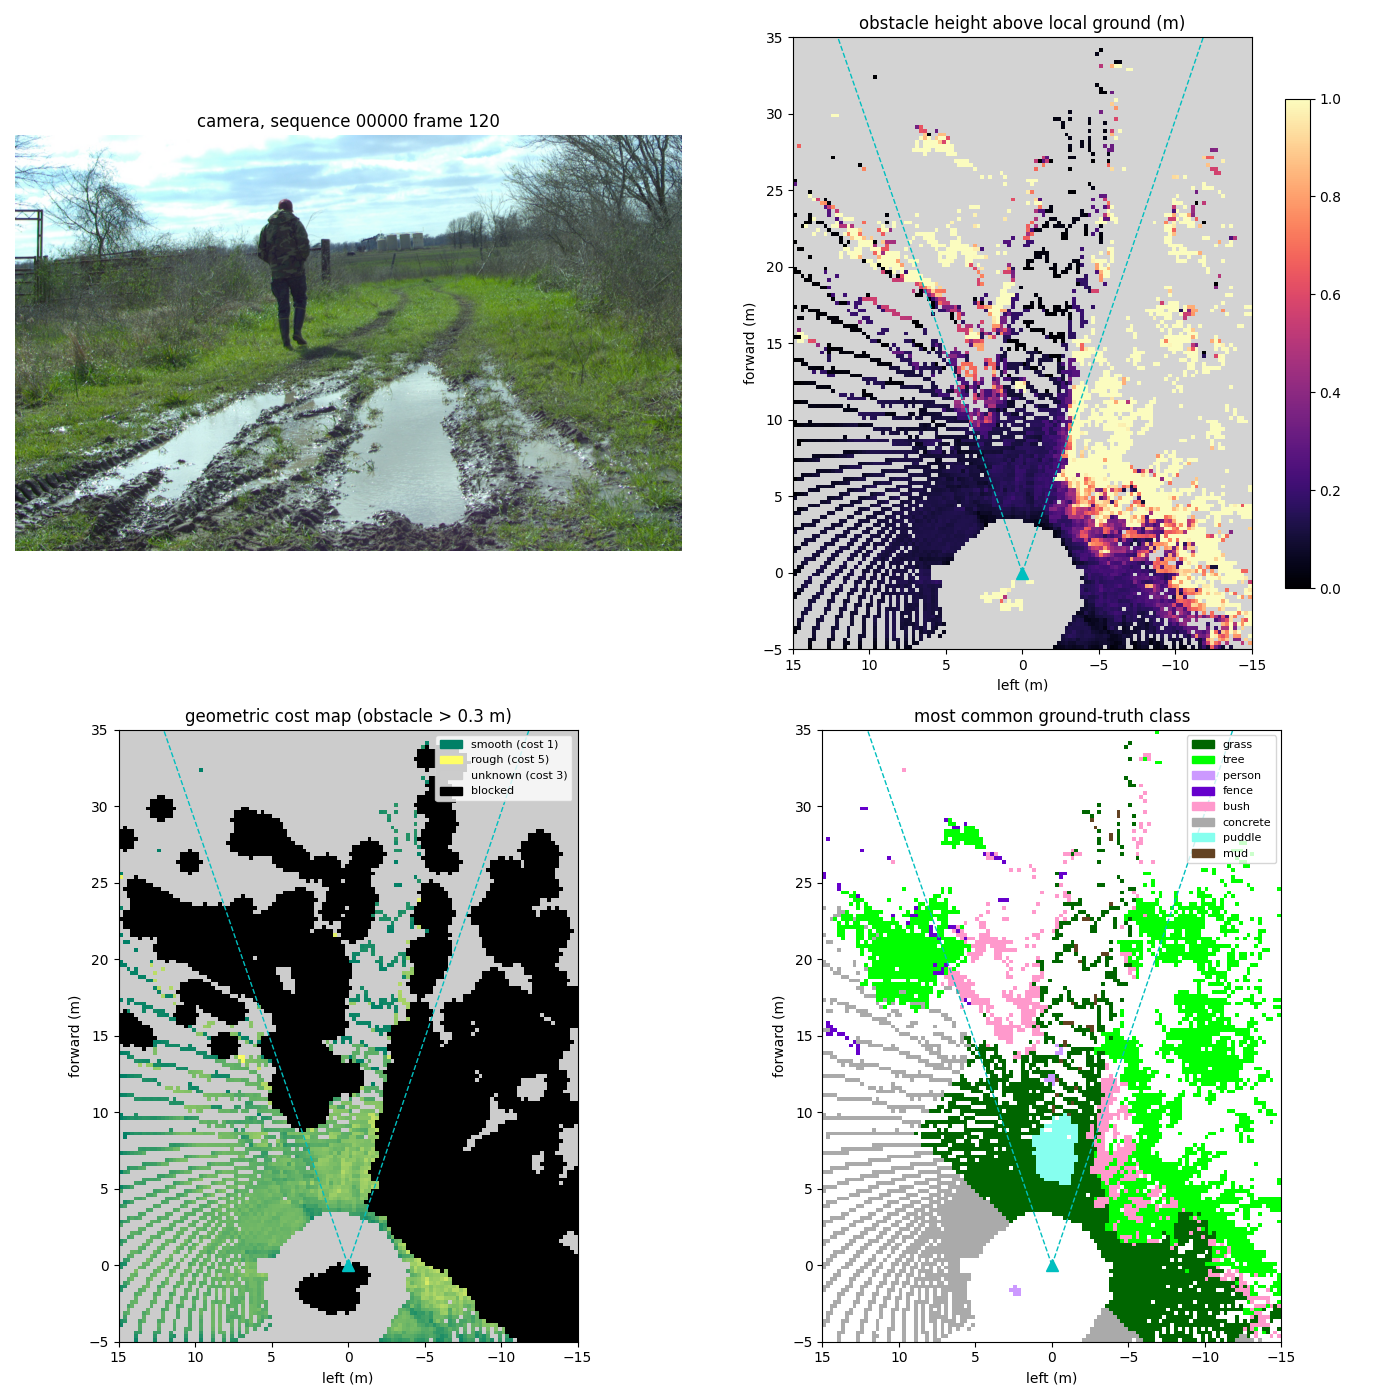 camera, sequence 00000 frame 120
obstacle height above local ground (m)
35
30
25
20
15
10
5
0
−5
forward (m)
15 10 5 0 −5 −10 −15
left (m)
1.0
0.8
0.6
0.4
0.2
0.0
geometric cost map (obstacle > 0.3 m)
smooth (cost 1)
rough (cost 5)
unknown (cost 3)
blocked
35
30
25
20
15
10
5
0
−5
forward (m)
15 10 5 0 −5 −10 −15
left (m)
most common ground-truth class
grass
tree
person
fence
bush
concrete
puddle
mud
35
30
25
20
15
10
5
0
−5
forward (m)
15 10 5 0 −5 −10 −15
left (m)